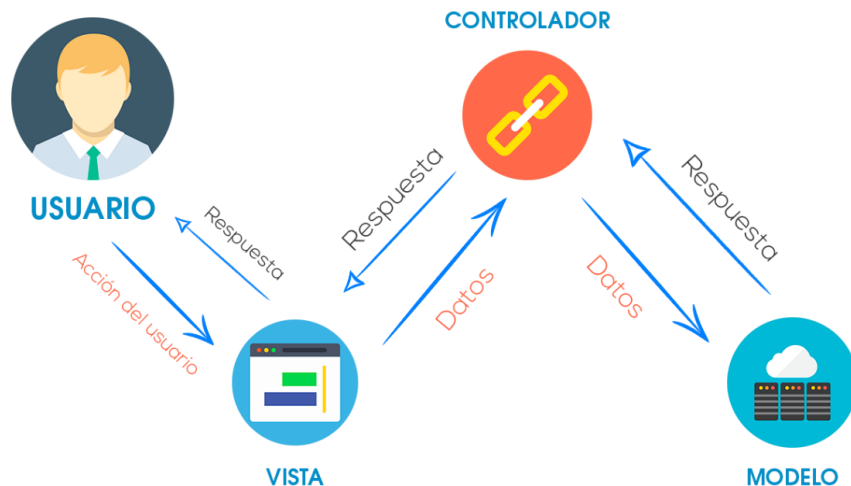 CONTROLADOR
USUARIO
Respuesta
Acción del usuario
Respuesta
Datos
Respuesta
Datos
VISTA
MODELO